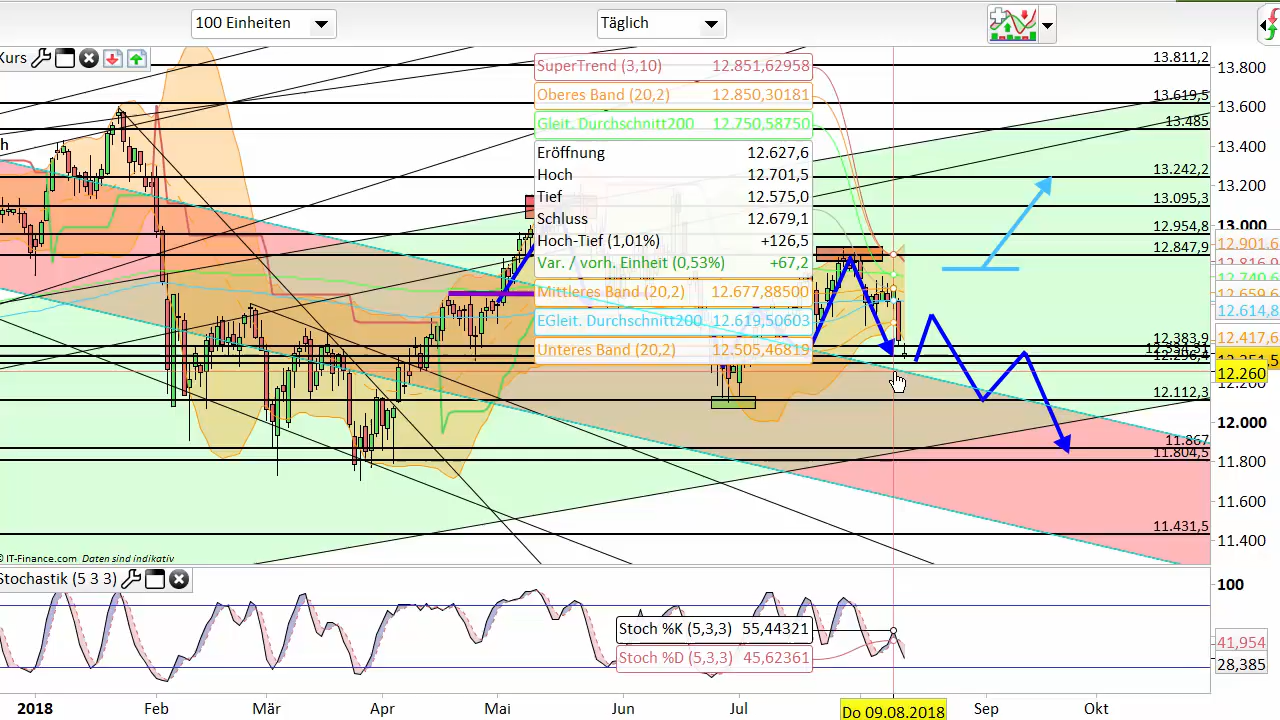 100 Einheiten
Täglich
Kurs
h
SuperTrend (3,10) 12.851,62958
Oberes Band (20,2) 12.850,30181
Gleit. Durchschnitt200 12.750,58750
Eröffnung 12.627,6
Hoch 12.701,5
Tief 12.575,0
Schluss 12.679,1
Hoch-Tief (1,01%) +126,5
Var. / vorh. Einheit (0,53%) +67,2
Mittleres Band (20,2) 12.677,88500
EGleit. Durchschnitt200 12.619,50603
Unteres Band (20,2) 12.505,46819
13.811,2
13.619,5
13.485
13.242,2
13.095,3
12.954,8
12.847,9
12.383,9
12.112,3
11.867
11.804,5
11.431,5
13.800
13.600
13.400
13.200
13.000
12.901,6
12.614,8
12.417,6
12.260
12.000
11.800
11.600
11.400
© IT-Finance.com Daten sind indikativ
Stochastik (5 3 3)
Stoch %K (5,3,3) 55,44321
Stoch %D (5,3,3) 45,62361
100
41,954
28,385
2018
Feb
Mär
Apr
Mai
Jun
Jul
Do 09.08.2018
Sep
Okt